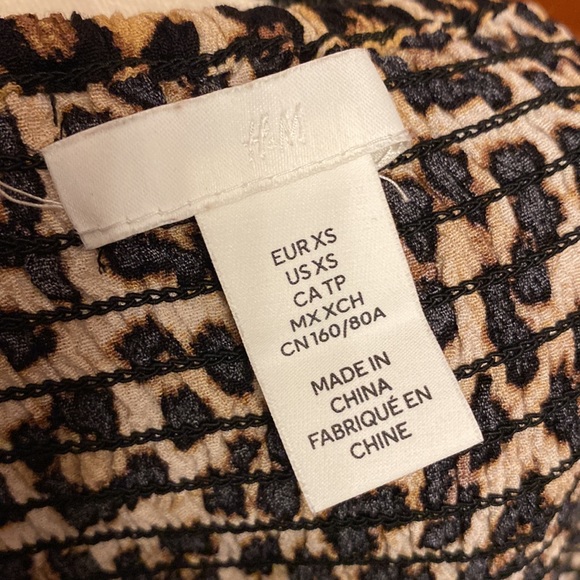 H&M
EUR XS
US XS
CA TP
MX XCH
CN 160/80A
MADE IN
CHINA
FABRIQUÉ EN
CHINE